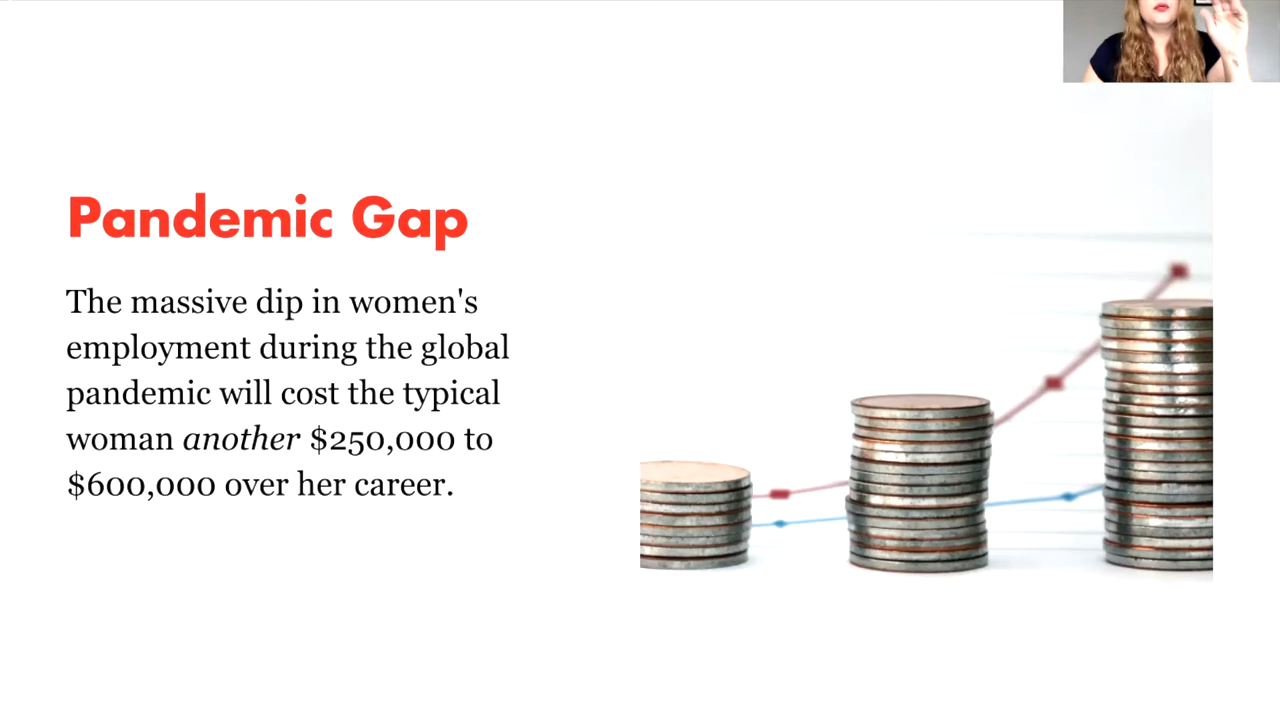 Pandemic Gap
The massive dip in women's
employment during the global
pandemic will cost the typical
woman another $250,000 to
$600,000 over her career.